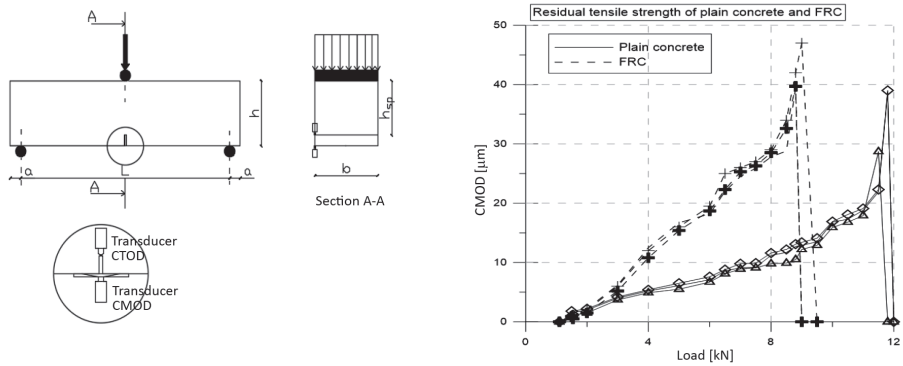 A
A
h
a
L
a
A
h_sp
b
Section A-A
Transducer
CTOD
Transducer
CMOD
Residual tensile strength of plain concrete and FRC
Plain concrete
FRC
50
40
30
20
10
0
CMOD [µm]
0
4
8
12
Load [kN]